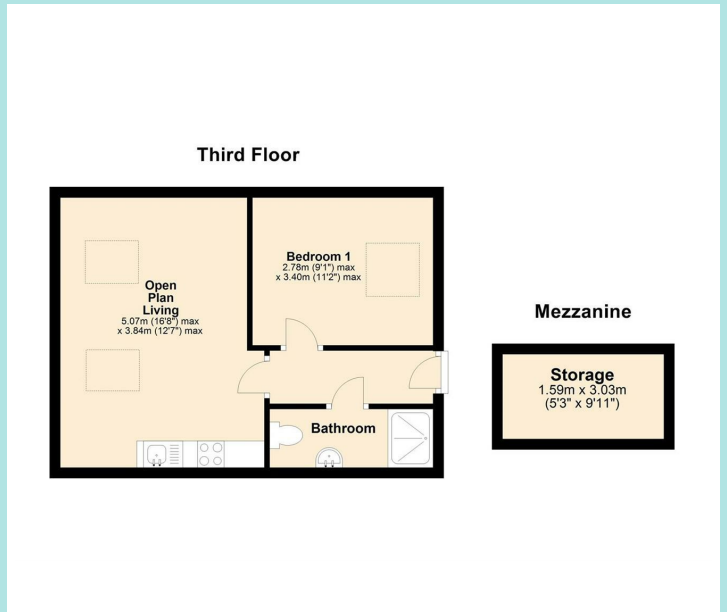 Third Floor
Open
Plan
Living
5.07m (16'8") max
x 3.84m (12'7") max
Bedroom 1
2.78m (9'1") max
x 3.40m (11'2") max
Bathroom
Mezzanine
Storage
1.59m x 3.03m
(5'3" x 9'11")